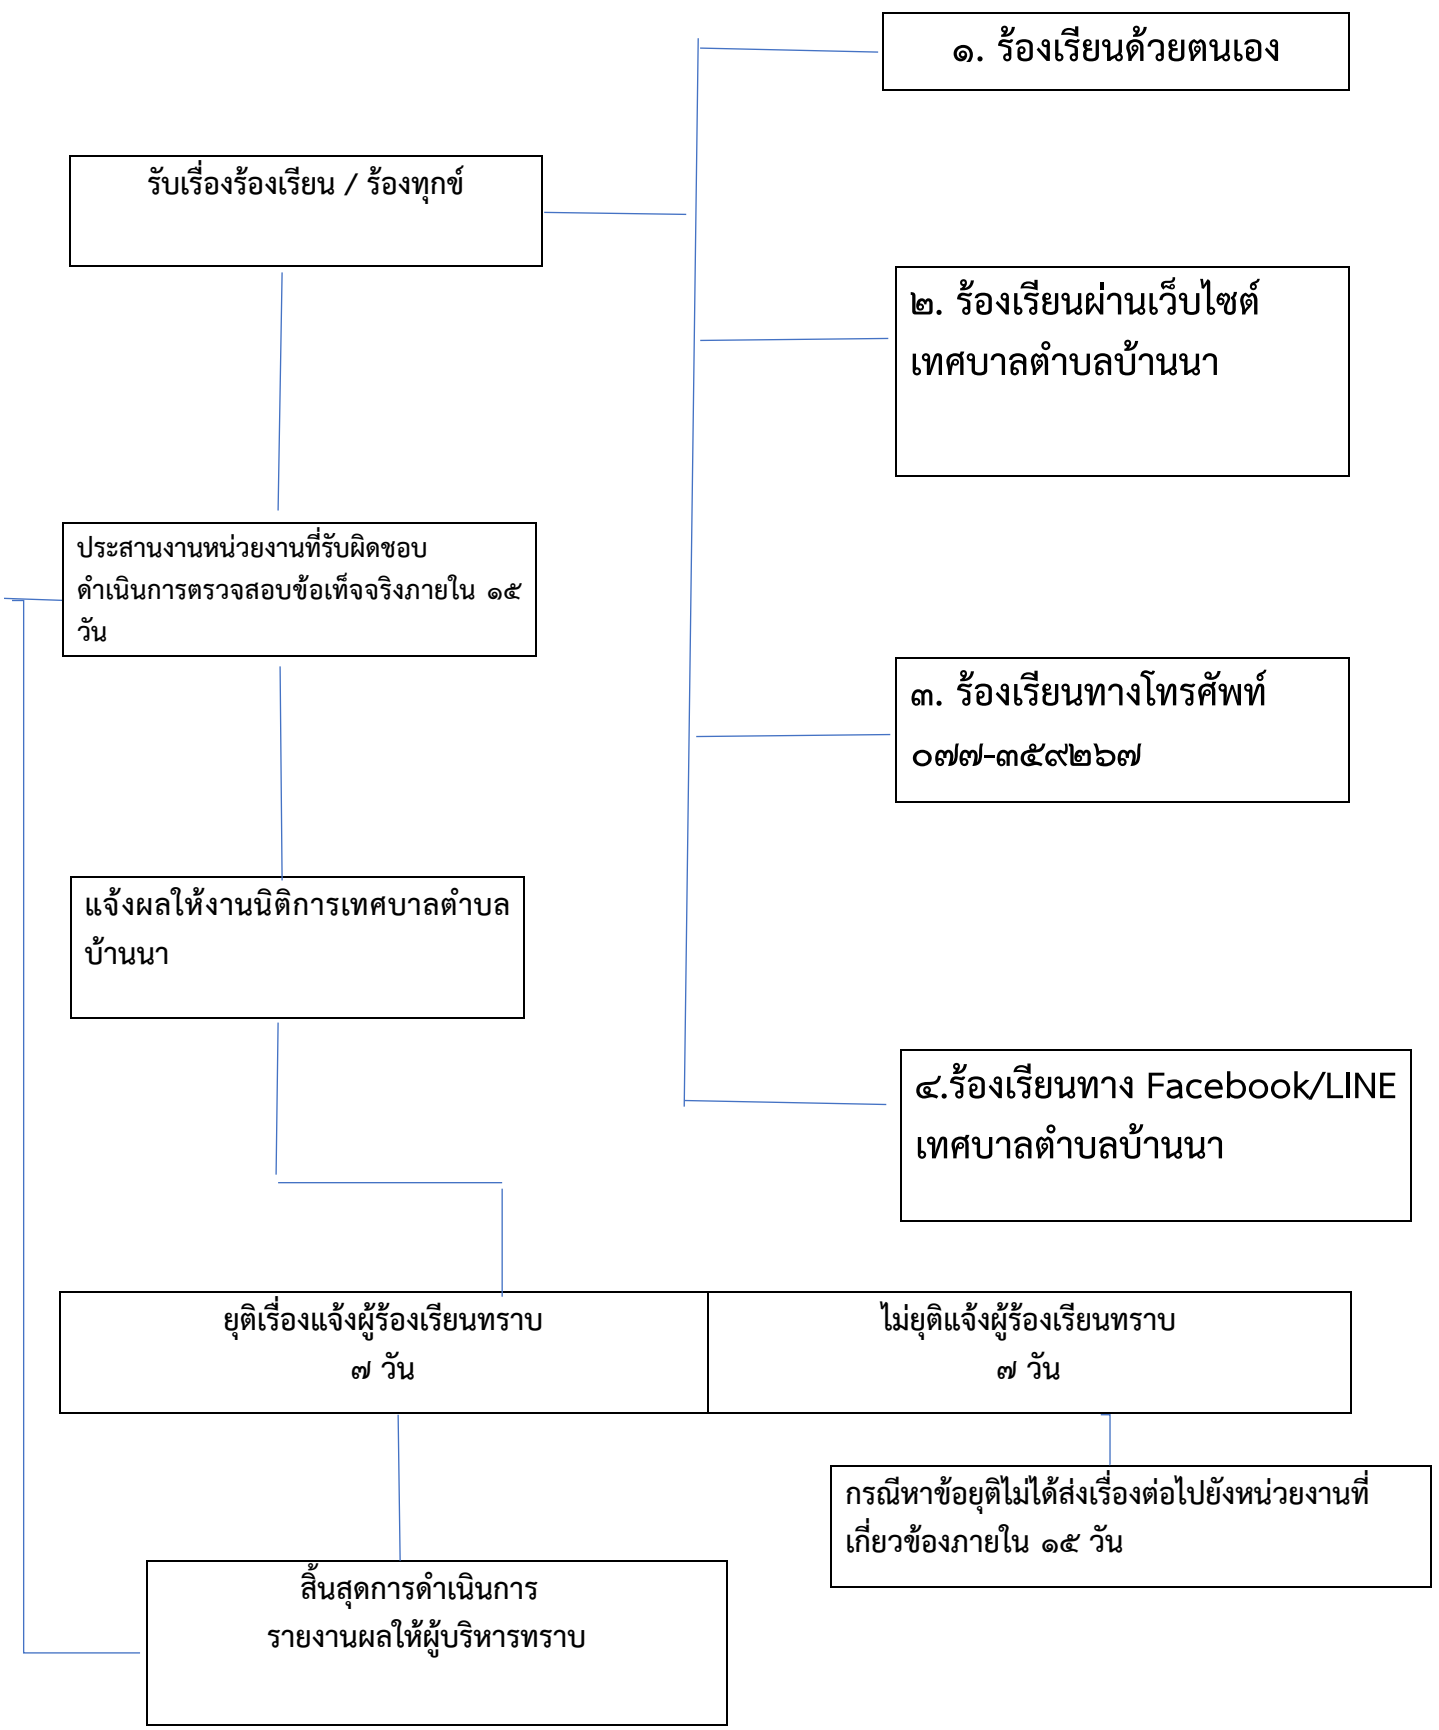 ๑. ร้องเรียนด้วยตนเอง
รับเรื่องร้องเรียน / ร้องทุกข์
๒. ร้องเรียนผ่านเว็บไซต์
เทศบาลตำบลบ้านนา
ประสานงานหน่วยงานที่รับผิดชอบ
ดำเนินการตรวจสอบข้อเท็จจริงภายใน ๑๕
วัน
๓. ร้องเรียนทางโทรศัพท์
๐๗๗-๓๕๙๒๖๗
แจ้งผลให้งานนิติการเทศบาลตำบล
บ้านนา
๔.ร้องเรียนทาง Facebook/LINE
เทศบาลตำบลบ้านนา
ยุติเรื่องแจ้งผู้ร้องเรียนทราบ
๗ วัน
ไม่ยุติแจ้งผู้ร้องเรียนทราบ
๗ วัน
กรณีหาข้อยุติไม่ได้ส่งเรื่องต่อไปยังหน่วยงานที่
เกี่ยวข้องภายใน ๑๕ วัน
สิ้นสุดการดำเนินการ
รายงานผลให้ผู้บริหารทราบ